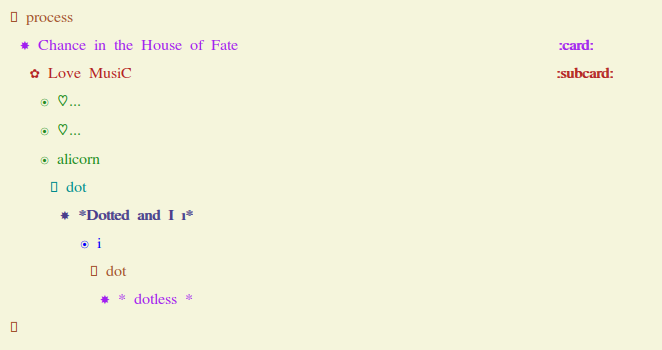 process
✸ Chance in the House of Fate :card:
✿ Love MusiC :subcard:
◉ ♡...
◉ ♡...
◉ alicorn
dot
✸ *Dotted and I ı*
◉ i
dot
✸ * dotless *